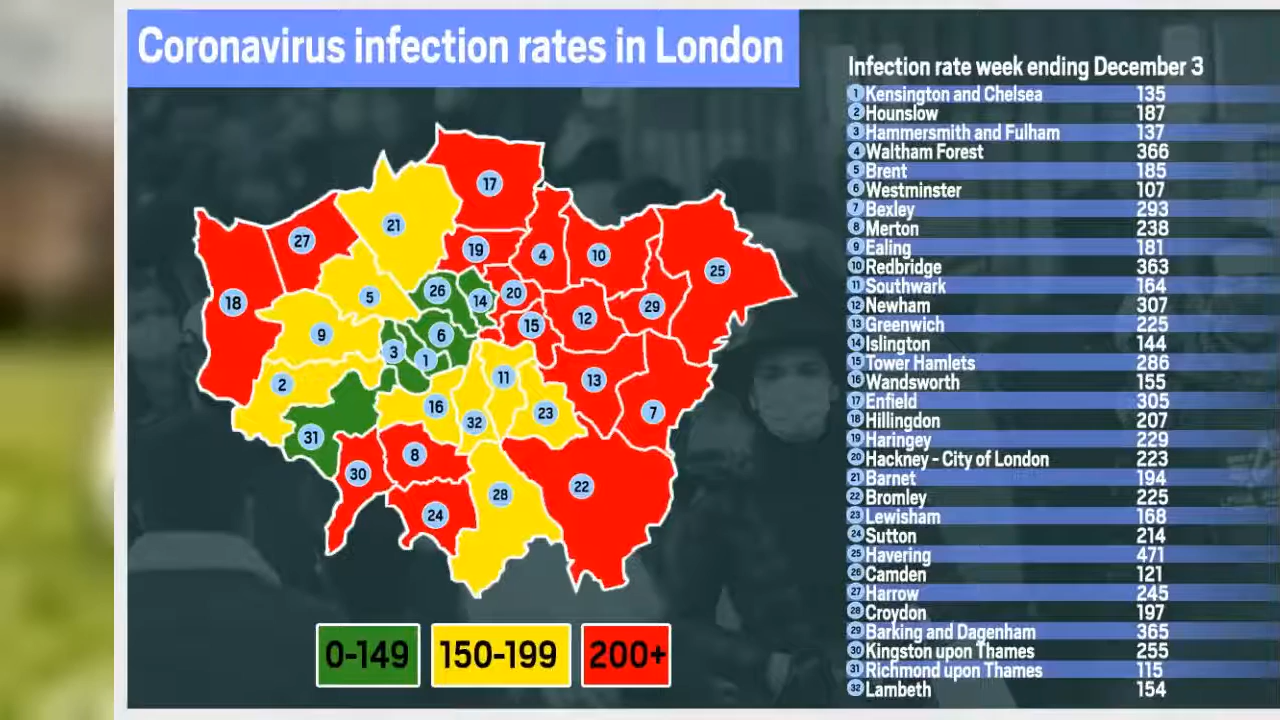 Coronavirus infection rates in London
Infection rate week ending December 3
1 Kensington and Chelsea 135
2 Hounslow 187
3 Hammersmith and Fulham 137
4 Waltham Forest 366
5 Brent 185
6 Westminster 107
7 Bexley 293
8 Merton 238
9 Ealing 181
10 Redbridge 363
11 Southwark 164
12 Newham 307
13 Greenwich 225
14 Islington 144
15 Tower Hamlets 286
16 Wandsworth 155
17 Enfield 305
18 Hillingdon 207
19 Haringey 229
20 Hackney - City of London 223
21 Barnet 194
22 Bromley 225
23 Lewisham 168
24 Sutton 214
25 Havering 471
26 Camden 121
27 Harrow 245
28 Croydon 197
29 Barking and Dagenham 365
30 Kingston upon Thames 255
31 Richmond upon Thames 115
32 Lambeth 154
17
21
27
19
4
10
25
26
14
20
5
18
29
15
12
9
6
3
1
11
13
2
16
23
7
32
31
8
30
22
28
24
0-149 150-199 200+